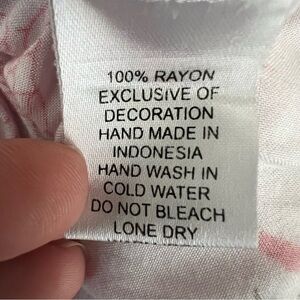 100% RAYON
EXCLUSIVE OF
DECORATION
HAND MADE IN
INDONESIA
HAND WASH IN
COLD WATER
DO NOT BLEACH
LONE DRY